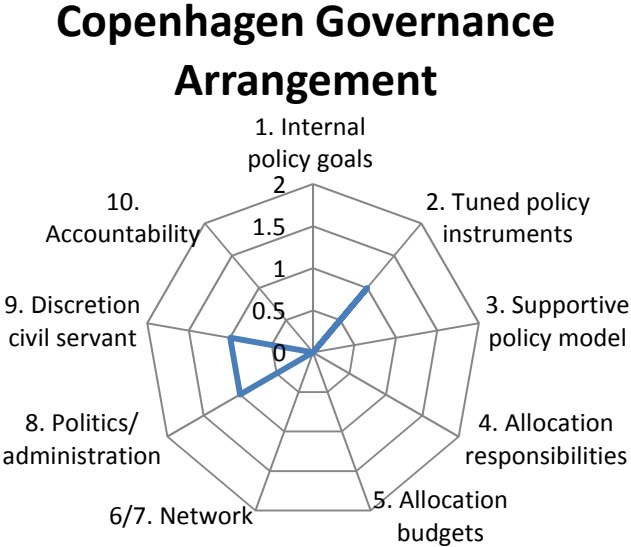 Copenhagen Governance
Arrangement
1. Internal
policy goals
2
10.
Accountability
2. Tuned policy
instruments
1.5
1
9. Discretion
civil servant
0.5
3. Supportive
policy model
0
8. Politics/
administration
4. Allocation
responsibilities
6/7. Network
5. Allocation
budgets